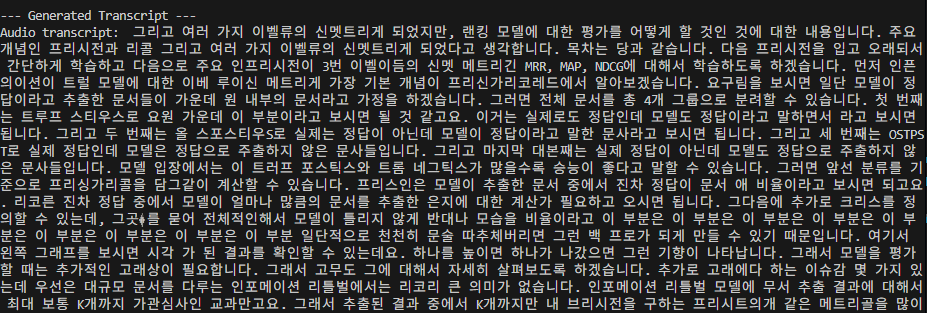 --- Generated Transcript ---
Audio transcript:  그리고 여러 가지 이벨류의 신멧트리게 되었지만, 랭킹 모델에 대한 평가를 어떻게 할 것인 것에 대한 내용입니다. 주요
개념인 프리시전과 리콜 그리고 여러 가지 이벨류의 신멧트리게 되었다고 생각합니다. 목차는 당과 같습니다. 다음 프리시전을 입고 오래되서
간단하게 학습하고 다음으로 주요 인프리시전이 3번 이벨이듬의 신멧 메트리긴 MRR, MAP, NDCG에 대해서 학습하도록 하겠습니다. 먼저 인픈
의이션이 트럴 모델에 대한이베 루이신 메트리게 가장 기본 개념이 프리신가리코레드에서 알아보겠습니다. 요구림을 보시면 일단 모델이 정
답이라고 추출한 문서들이 가운데 원 내부의 문서라고 가정을 하겠습니다. 그러면 전체 문서를 총 4개 그룹으로 분려할 수 있습니다. 첫 번째
는 트루프 스티우스로 요원 가운데 이 부분이라고 보시면 될 것 같고요. 이거는 실제로도 정답인데 모델도 정답이라고 말하면서 라고 보시면
됩니다. 그리고 두 번째는 올 스포스티우S로 실제는 정답이 아닌데 모델이 정답이라고 말한 문사라고 보시면 됩니다. 그리고 세 번째는 OSTPS
T로 실제 정답인데 모델은 정답으로 주출하지 않은 문사들입니다. 그리고 마지막 대본째는 실제 정답이 아닌데 모델도 정답으로 주출하지 않
은 문사들입니다. 모델 입장에서는 이 트러프 포스틱스와 트롬 네그틱스가 많을수록 승능이 좋다고 말할 수 있습니다. 그러면 앞선 분류를 기
준으로 프리싱가리콜을 담그같이 계산할 수 있습니다. 프리스인은 모델이 추출한 문서 중에서 진차 정답이 문서 애 비율이라고 보시면 되고요
. 리코른 진차 정답 중에서 모델이 얼마나 많큼의 문서를 추출한 은지에 대한 계산가 필요하고 오시면 됩니다. 그다음에 추가로 크리스를 정
의할 수 있는데, 그곳�를 묻어 전체적인해서 모델이 틀리지 않게 반대나 모습을 비율이라고 이 부분은 이 부분은 이 부분은 이 부분은 이 부
분은 이 부분은 이 부분은 이 부분은 이 부분 일단적으로 천천히 문술 따추체버리면 그런 백 프로가 되게 만들 수 있기 때문입니다. 여기서
왼쪽 그래프를 보시면 시각 가 된 결과를 확인할 수 있는데요. 하나를 높이면 하나가 나갔으면 그런 기향이 나타납니다. 그래서 모델을 평가
할 때는 추가적인 고래상이 필요합니다. 그래서 고무도 그에 대해서 자세히 살펴보도록 하겠습니다. 추가로 고래에다 하는 이슈감 몇 가지 있
는데 우선은 대규모 문서를 다루는 인포메이션 리틀벌에서는 리코리 큰 의미가 없습니다. 인포메이션 리틀벌 모델에 무서 추출 결과에 대해서
최대 보통 K개까지 가관심사인 교과만고요. 그래서 추출된 결과 중에서 K개까지만 내 브리시전을 구하는 프리시트의개 같은 메트리골을 많이